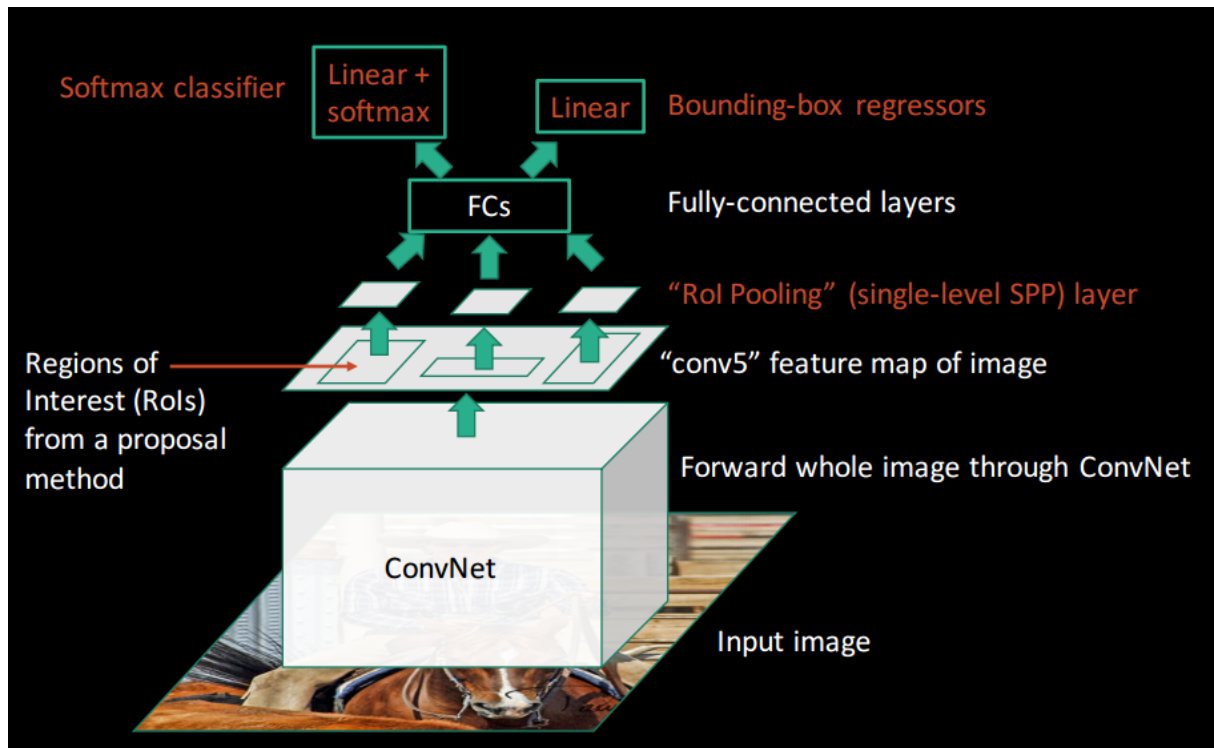 Softmax classifier
Linear +
softmax
Linear
Bounding-box regressors
FCs
Fully-connected layers
“RoI Pooling” (single-level SPP) layer
Regions of
Interest (RoIs)
from a proposal
method
“conv5” feature map of image
Forward whole image through ConvNet
ConvNet
Input image